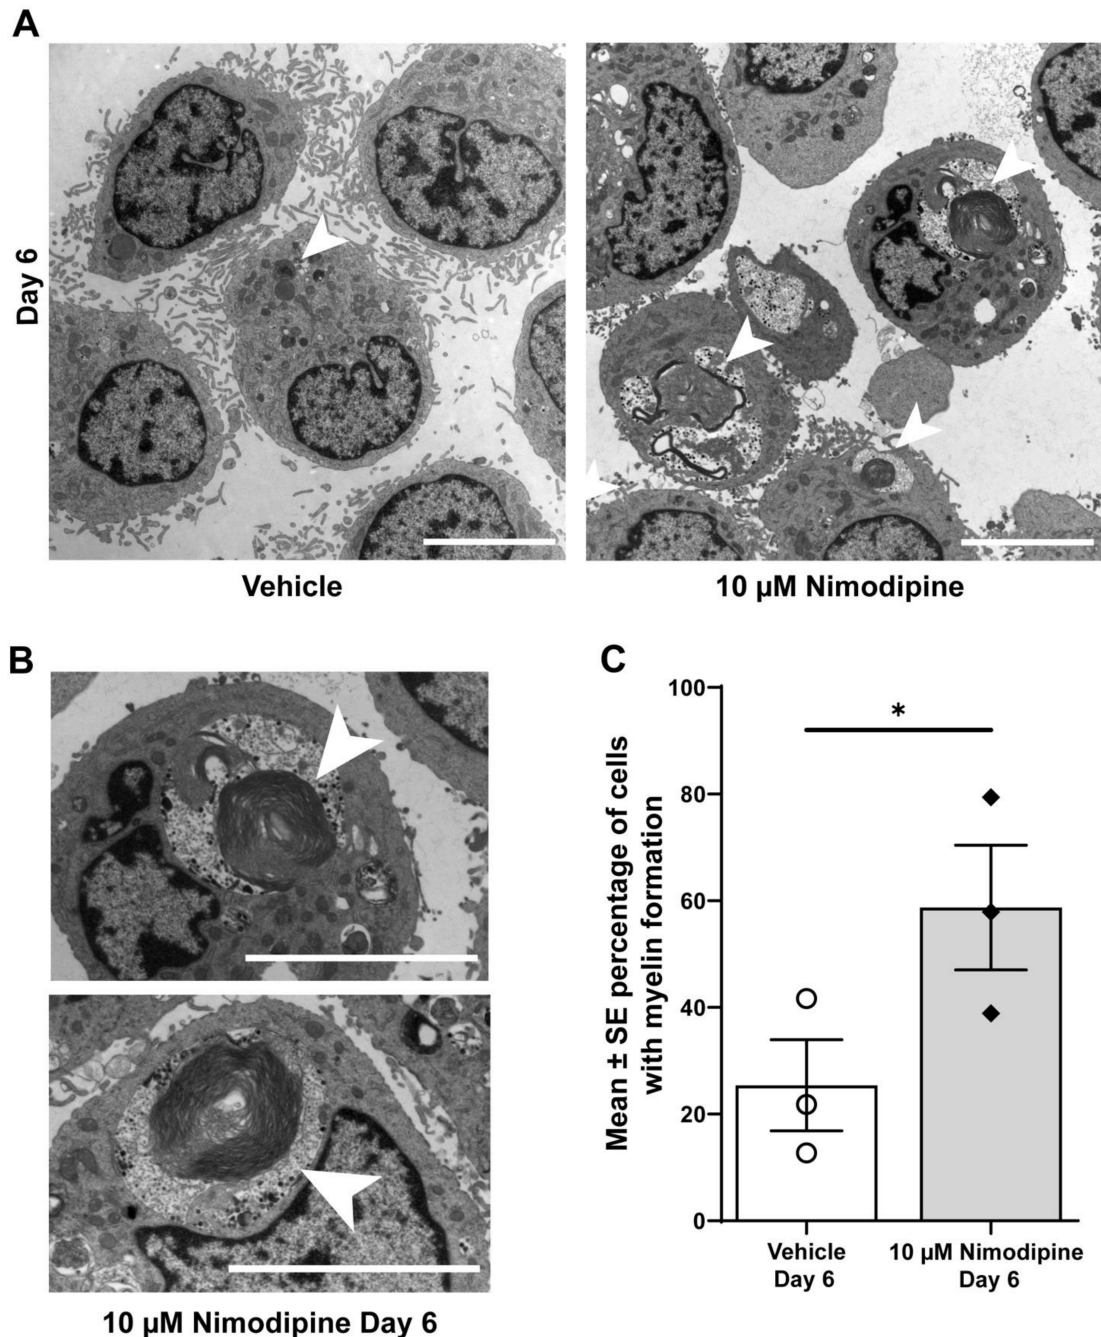 A
Day 6
Vehicle
10 µM Nimodipine
B
10 µM Nimodipine Day 6
C
Mean ± SE percentage of cells
with myelin formation
100
80
60
40
20
0
*
Vehicle
Day 6
10 µM Nimodipine
Day 6